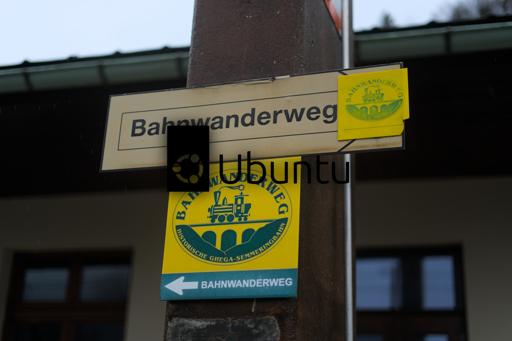 Bahnwanderweg
BAHNWANDERWEG
Ubuntu
BAHNWANDERWEG
HISTORISCHE GHEGA-SEMMERINGBAHN
BAHNWANDERWEG